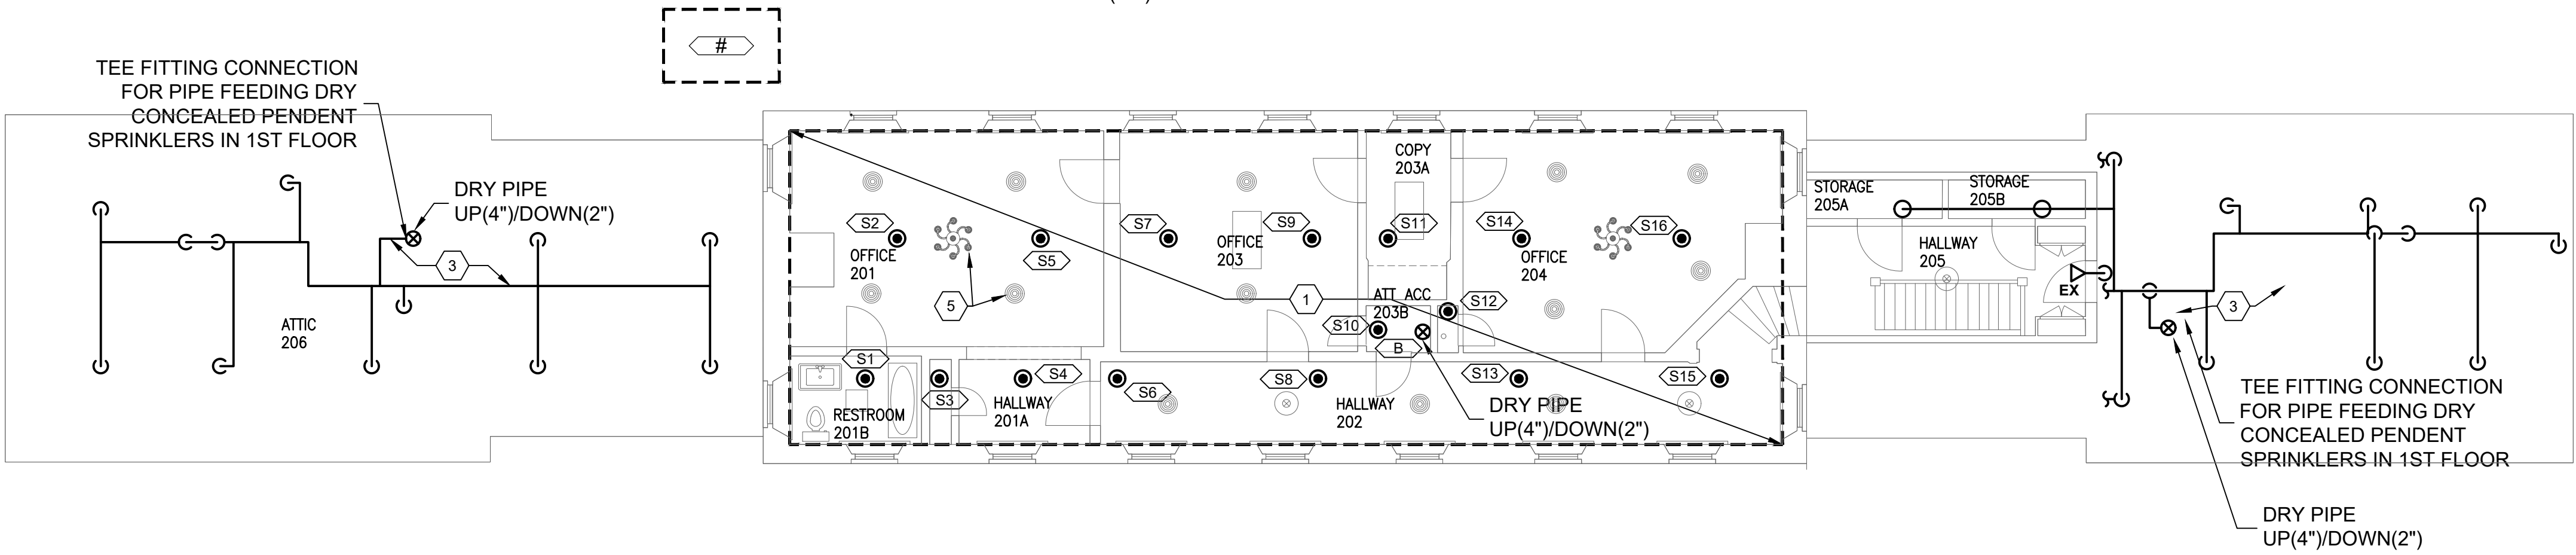 #
TEE FITTING CONNECTION
FOR PIPE FEEDING DRY
CONCEALED PENDENT
SPRINKLERS IN 1ST FLOOR
DRY PIPE
UP(4")/DOWN(2")
3
ATTIC
206
S2
OFFICE
201
S5
5
S1
RESTROOM
201B
S3
HALLWAY
201A
S4
S7
OFFICE
203
S9
COPY
203A
S11
1
ATT ACC
203B
S10
S12
B
S6
S8
HALLWAY
202
S13
DRY PIPE
UP(4")/DOWN(2")
S14
OFFICE
204
S16
S15
STORAGE
205A
STORAGE
205B
HALLWAY
205
EX
3
TEE FITTING CONNECTION
FOR PIPE FEEDING DRY
CONCEALED PENDENT
SPRINKLERS IN 1ST FLOOR
DRY PIPE
UP(4")/DOWN(2")